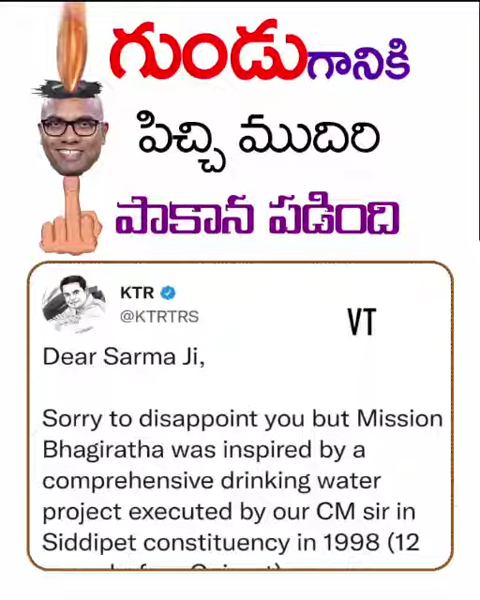 గుండుగానికి
పిచ్చి ముదిరి
పాకాన పడింది
KTR
@KTRTRS
VT
Dear Sarma Ji,
Sorry to disappoint you but Mission
Bhagiratha was inspired by a
comprehensive drinking water
project executed by our CM sir in
Siddipet constituency in 1998 (12